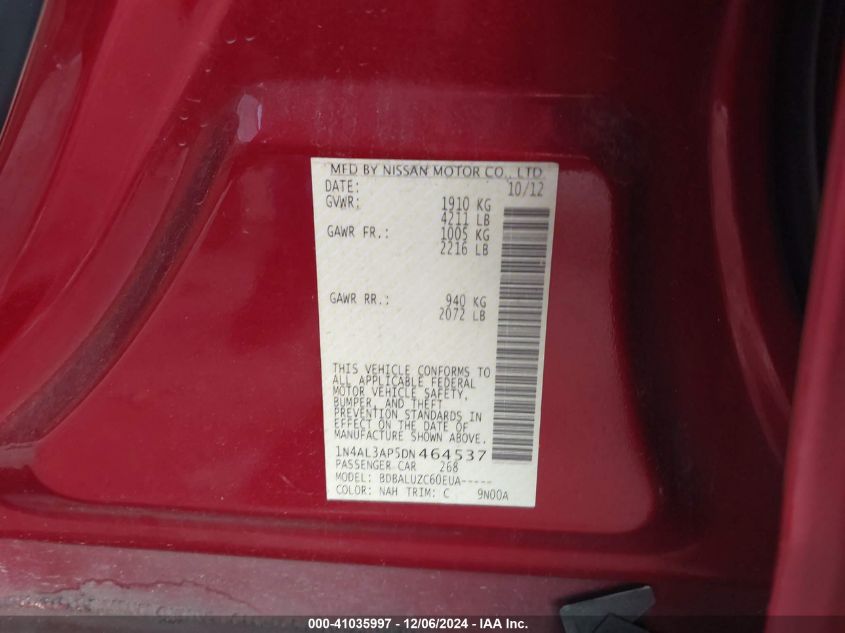 MFD BY NISSAN MOTOR CO., LTD
DATE: 10/12
GVWR: 1910 KG
4211 LB
GAWR FR.: 1005 KG
2216 LB
GAWR RR.: 940 KG
2072 LB
THIS VEHICLE CONFORMS TO
ALL APPLICABLE FEDERAL
MOTOR VEHICLE SAFETY,
BUMPER, AND THEFT
PREVENTION STANDARDS IN
EFFECT ON THE DATE OF
MANUFACTURE SHOWN ABOVE.
1N4AL3AP5DN464537
PASSENGER CAR 268
MODEL: BDBALUZC60EUA-----
COLOR: NAH TRIM: C 9N00A
000-41035997 - 12/06/2024 - IAA Inc.